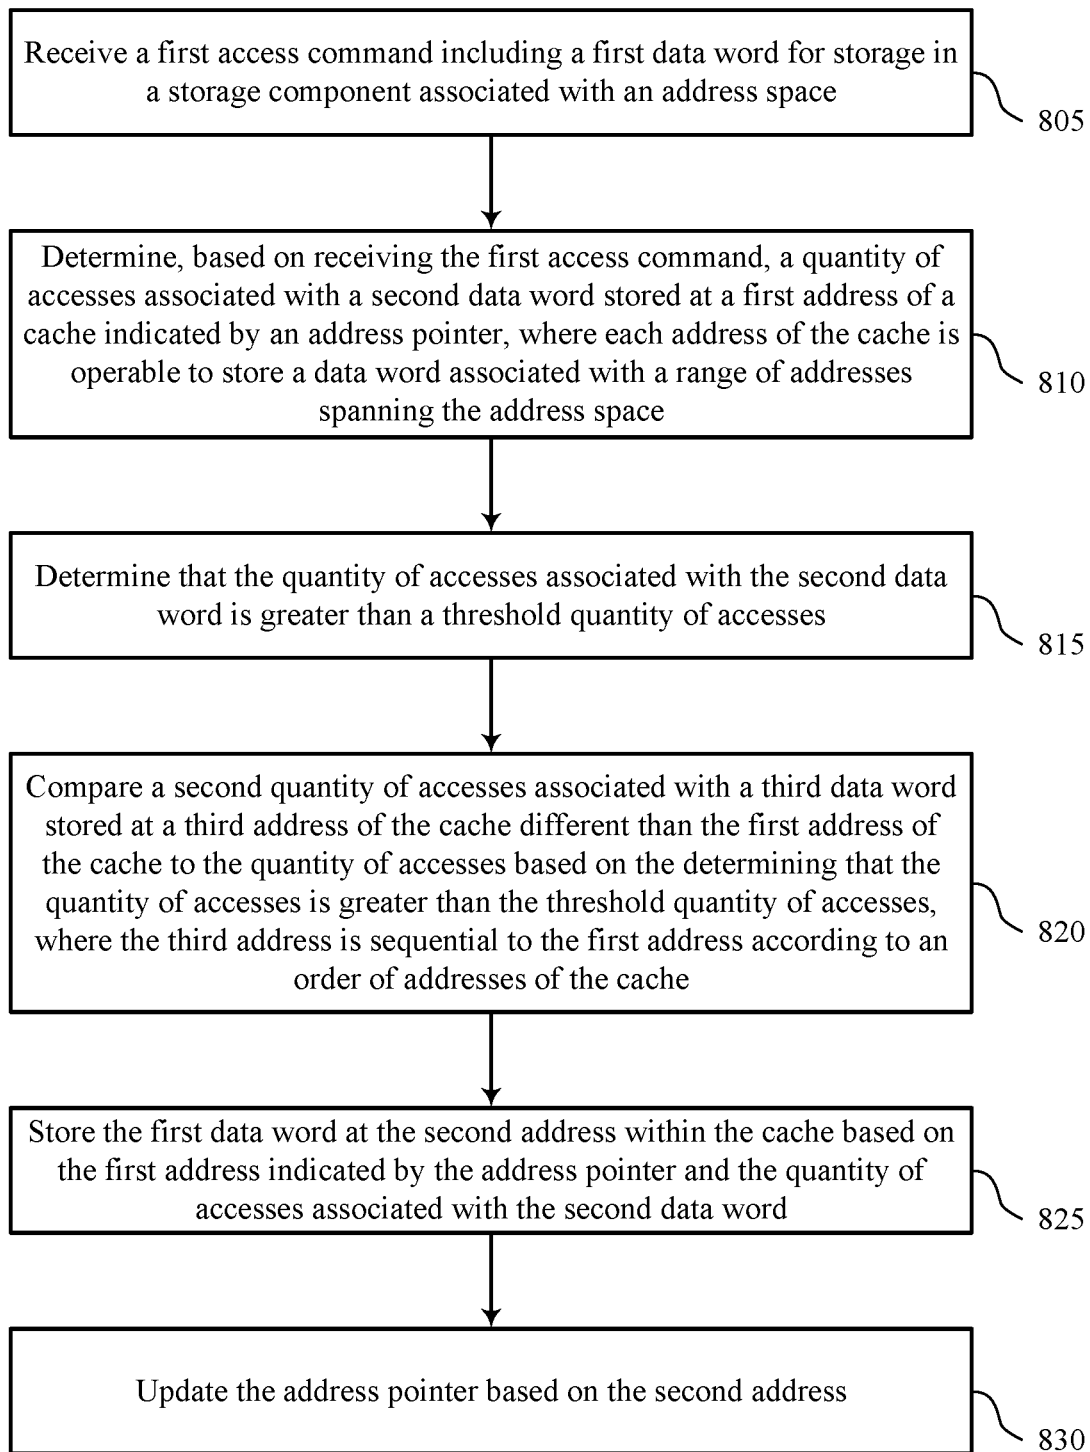 Receive a first access command including a first data word for storage in
a storage component associated with an address space
805
Determine, based on receiving the first access command, a quantity of
accesses associated with a second data word stored at a first address of a
cache indicated by an address pointer, where each address of the cache is
operable to store a data word associated with a range of addresses
spanning the address space
810
Determine that the quantity of accesses associated with the second data
word is greater than a threshold quantity of accesses
815
Compare a second quantity of accesses associated with a third data word
stored at a third address of the cache different than the first address of
the cache to the quantity of accesses based on the determining that the
quantity of accesses is greater than the threshold quantity of accesses,
where the third address is sequential to the first address according to an
order of addresses of the cache
820
Store the first data word at the second address within the cache based on
the first address indicated by the address pointer and the quantity of
accesses associated with the second data word
825
Update the address pointer based on the second address
830